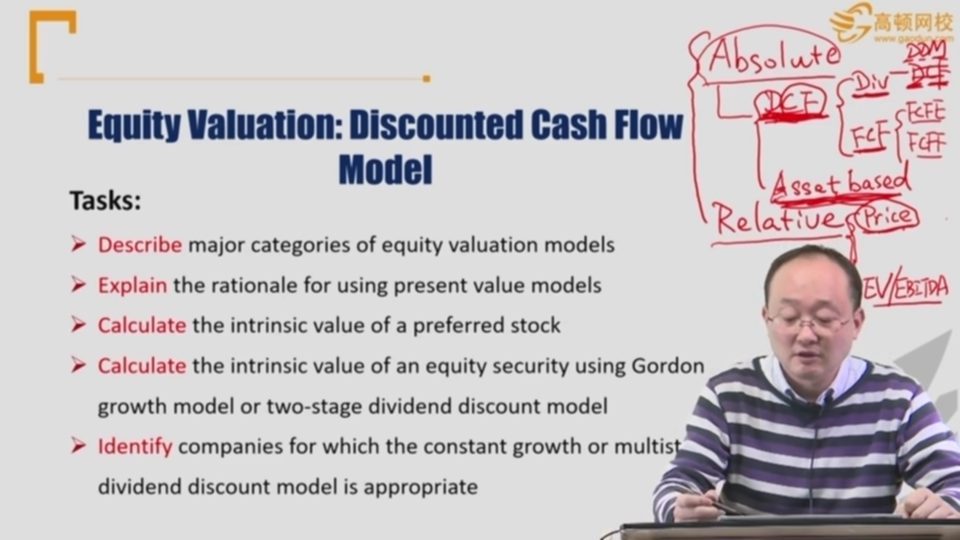 高顿网校
www.gaodun.com
Equity Valuation: Discounted Cash Flow
Model
Tasks:
Describe major categories of equity valuation models
Explain the rationale for using present value models
Calculate the intrinsic value of a preferred stock
Calculate the intrinsic value of an equity security using Gordon
growth model or two-stage dividend discount model
Identify companies for which the constant growth or multist
dividend discount model is appropriate
Absolute
DCF
Div
DDM
DCF
FCF
FCFE
FCFF
Asset based
Relative
Price
EV/EBITDA